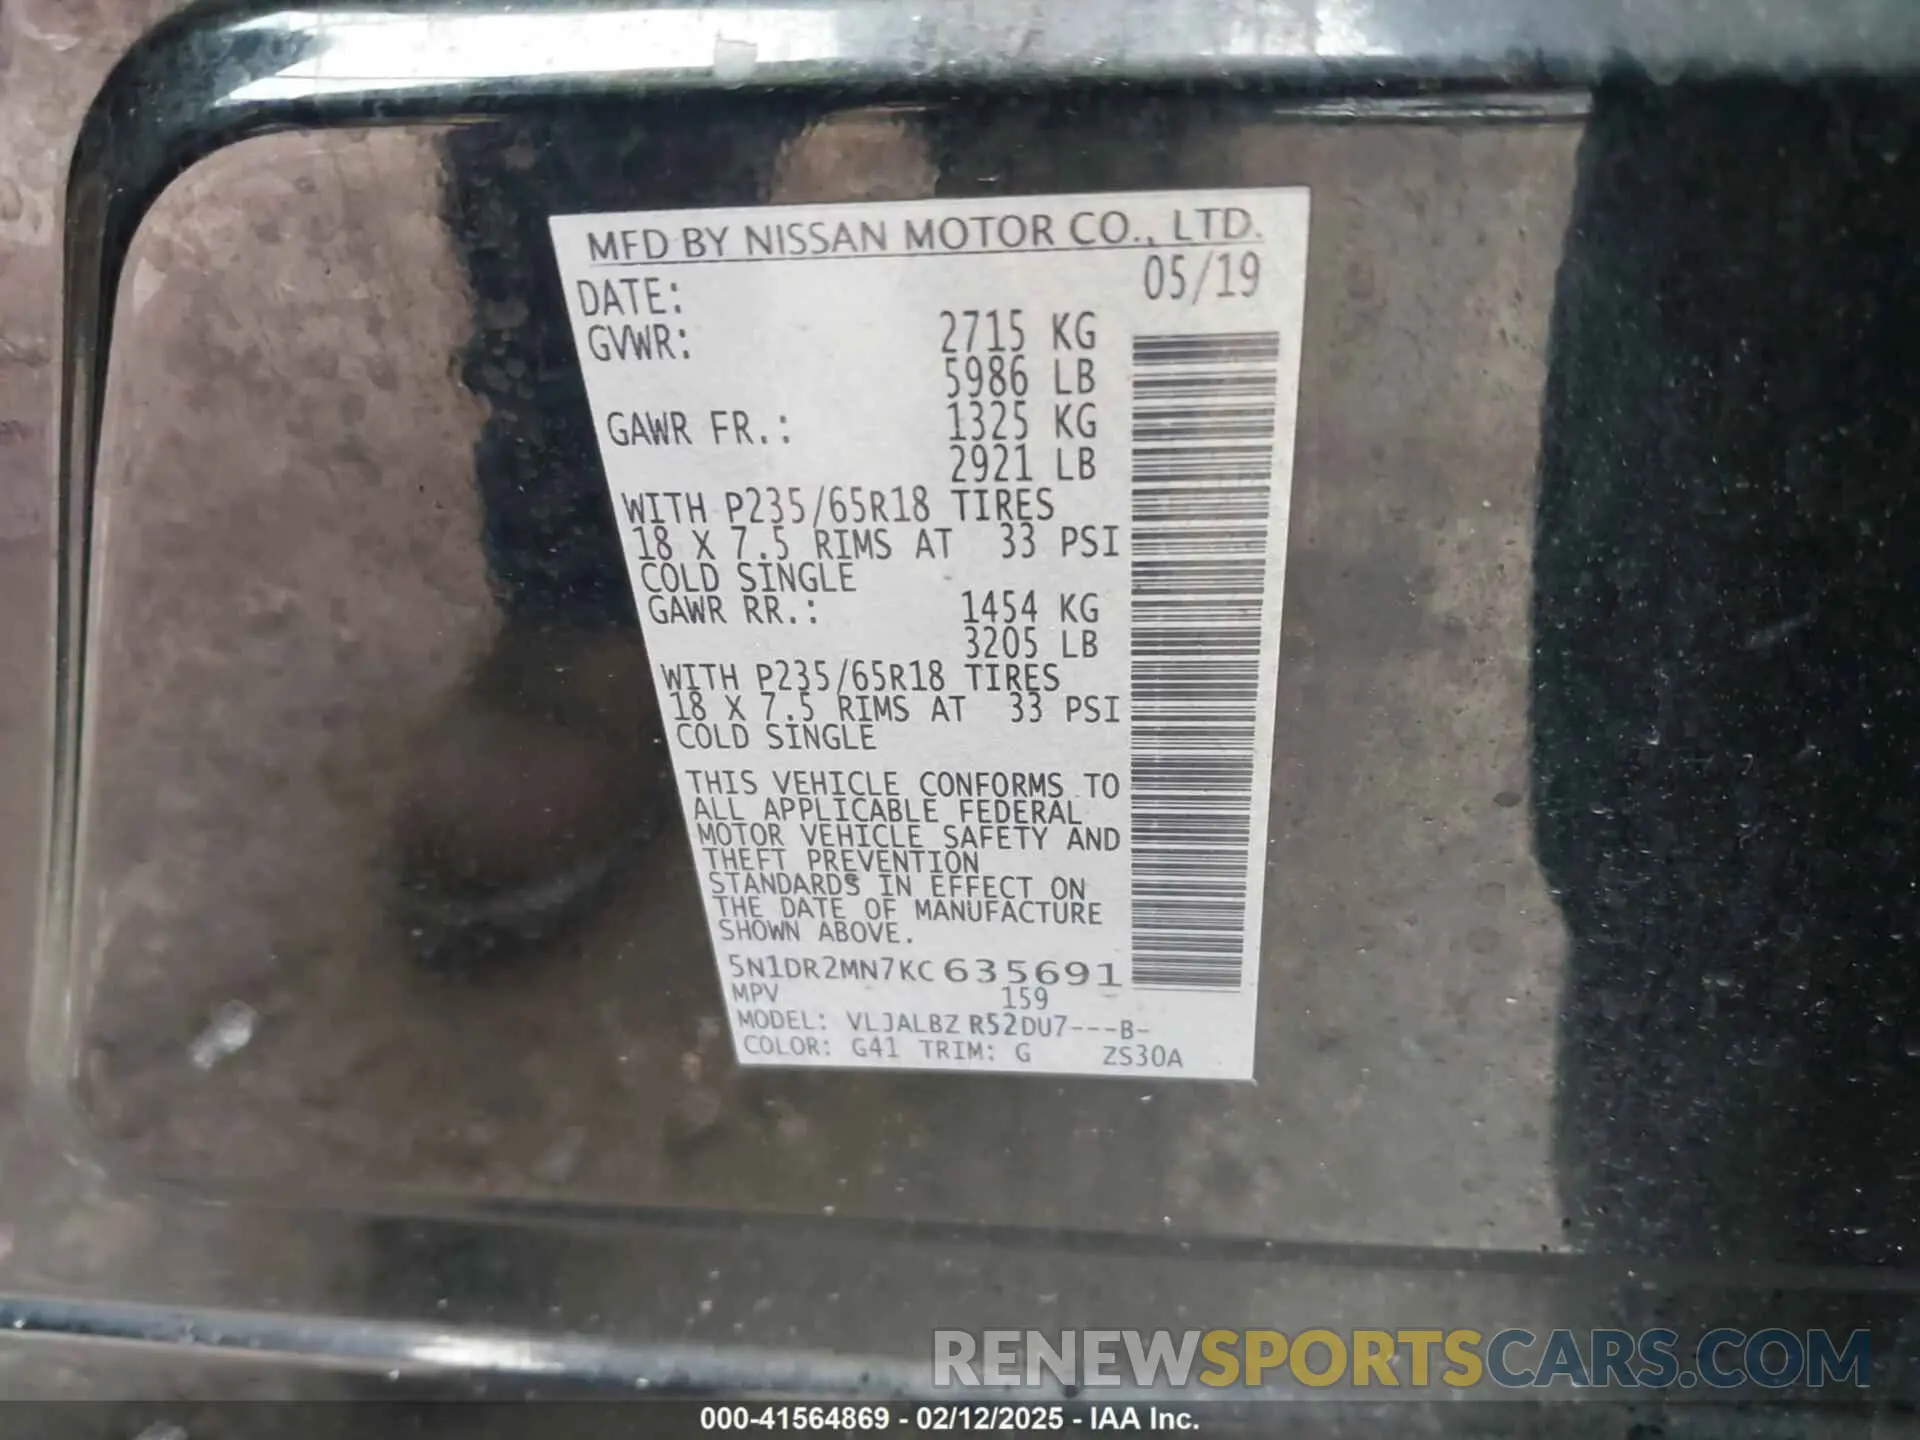 MFD BY NISSAN MOTOR CO., LTD.
DATE: 05/19
GVWR: 2715 KG
5986 LB
GAWR FR.: 1325 KG
2921 LB
WITH P235/65R18 TIRES
18 X 7.5 RIMS AT 33 PSI
COLD SINGLE
GAWR RR.: 1454 KG
3205 LB
WITH P235/65R18 TIRES
18 X 7.5 RIMS AT 33 PSI
COLD SINGLE
THIS VEHICLE CONFORMS TO
ALL APPLICABLE FEDERAL
MOTOR VEHICLE SAFETY AND
THEFT PREVENTION
STANDARDS IN EFFECT ON
THE DATE OF MANUFACTURE
SHOWN ABOVE.
5N1DR2MN7KC635691
MPV 159
MODEL: VLJALBZ R52DU7---B-
COLOR: G41 TRIM: G ZS30A
RENEWSPORTSCARS.COM
000-41564869 - 02/12/2025 - IAA Inc.